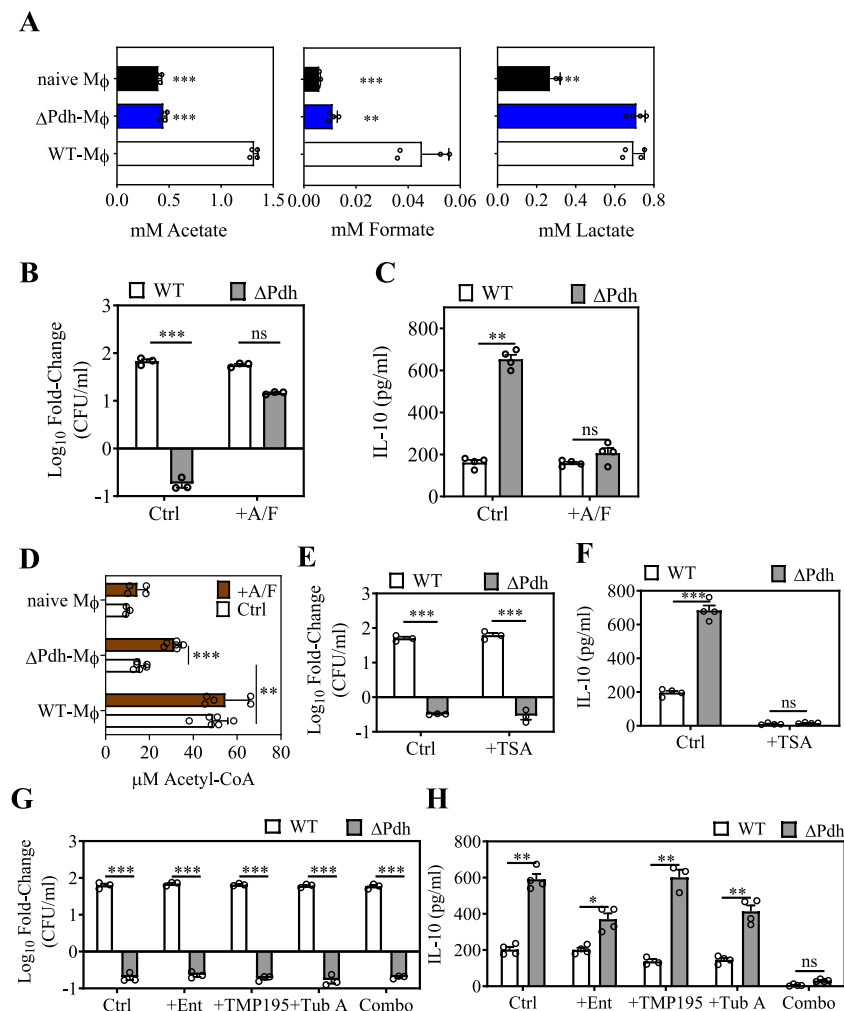 A
naive Mϕ
ΔPdh-Mϕ
WT-Mϕ
*** *** *** ** **
0.0 0.5 1.0 1.5 0.00 0.02 0.04 0.06 0.0 0.2 0.4 0.6 0.8
mM Acetate mM Formate mM Lactate
B
WT ΔPdh
3
2
1
0
-1
Log10 Fold-Change
(CFU/ml)
*** ns
Ctrl +A/F
C
WT ΔPdh
800
600
400
200
0
IL-10 (pg/ml)
** ns
Ctrl +A/F
D
+A/F
Ctrl
naive Mϕ
ΔPdh-Mϕ
WT-Mϕ
*** **
0 20 40 60 80
μM Acetyl-CoA
E
WT ΔPdh
3
2
1
0
-1
Log10 Fold-Change
(CFU/ml)
*** ***
Ctrl +TSA
F
WT ΔPdh
800
600
400
200
0
IL-10 (pg/ml)
*** ns
Ctrl +TSA
G
WT ΔPdh
3
2
1
0
-1
Log10 Fold-Change
(CFU/ml)
*** *** *** *** ***
Ctrl +Ent +TMP195 +Tub A Combo
H
WT ΔPdh
800
600
400
200
0
IL-10 (pg/ml)
** * ** ** ns
Ctrl +Ent +TMP195 +Tub A Combo